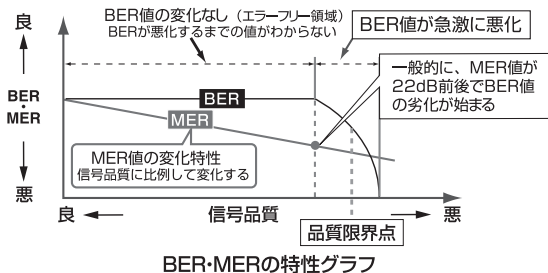 良
BER値の変化なし（エラーフリー領域）
BERが悪化するまでの値がわからない
BER値が急激に悪化
一般的に、MER値が
22dB前後でBER値
の劣化が始まる
BER
・
MER
BER
MER
MER値の変化特性
信号品質に比例して変化する
悪
良
信号品質
悪
品質限界点
BER・MERの特性グラフ